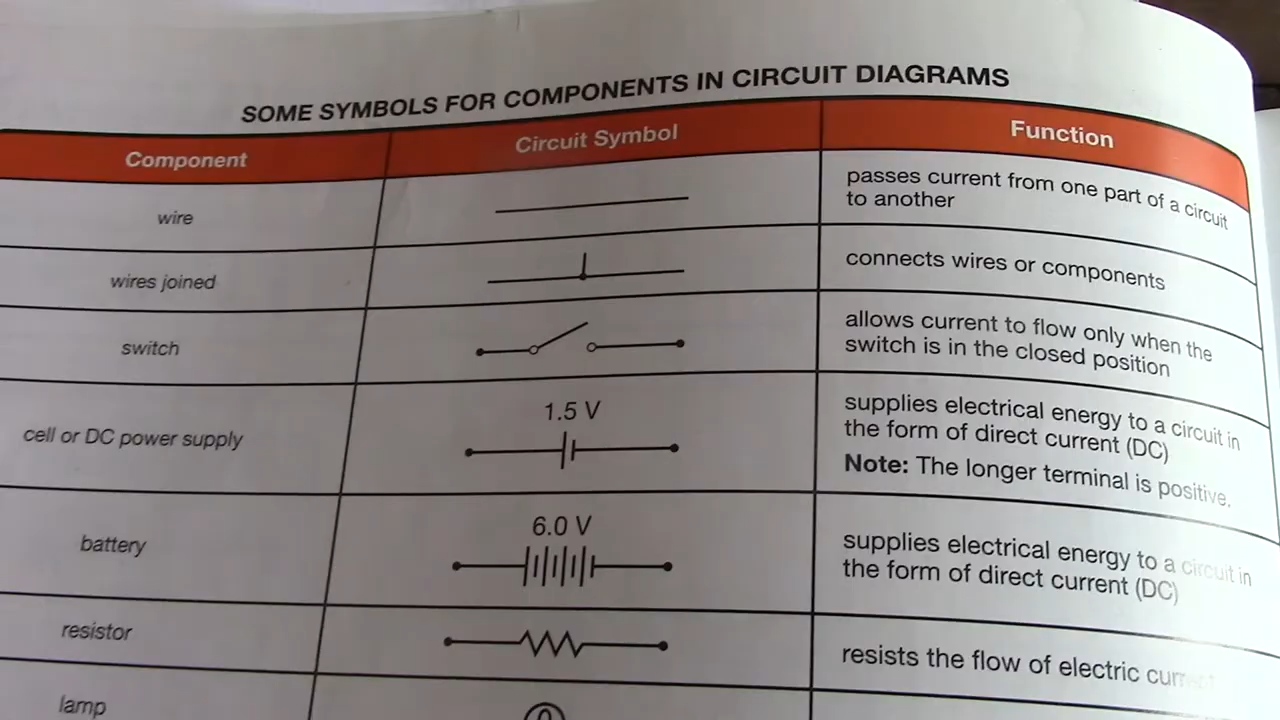 SOME SYMBOLS FOR COMPONENTS IN CIRCUIT DIAGRAMS
Component Circuit Symbol Function
wire
passes current from one part of a circuit
to another
wires joined
connects wires or components
switch
allows current to flow only when the
switch is in the closed position
cell or DC power supply
1.5 V
supplies electrical energy to a circuit in
the form of direct current (DC)
Note: The longer terminal is positive.
battery
6.0 V
supplies electrical energy to a circuit in
the form of direct current (DC)
resistor
resists the flow of electric current
lamp